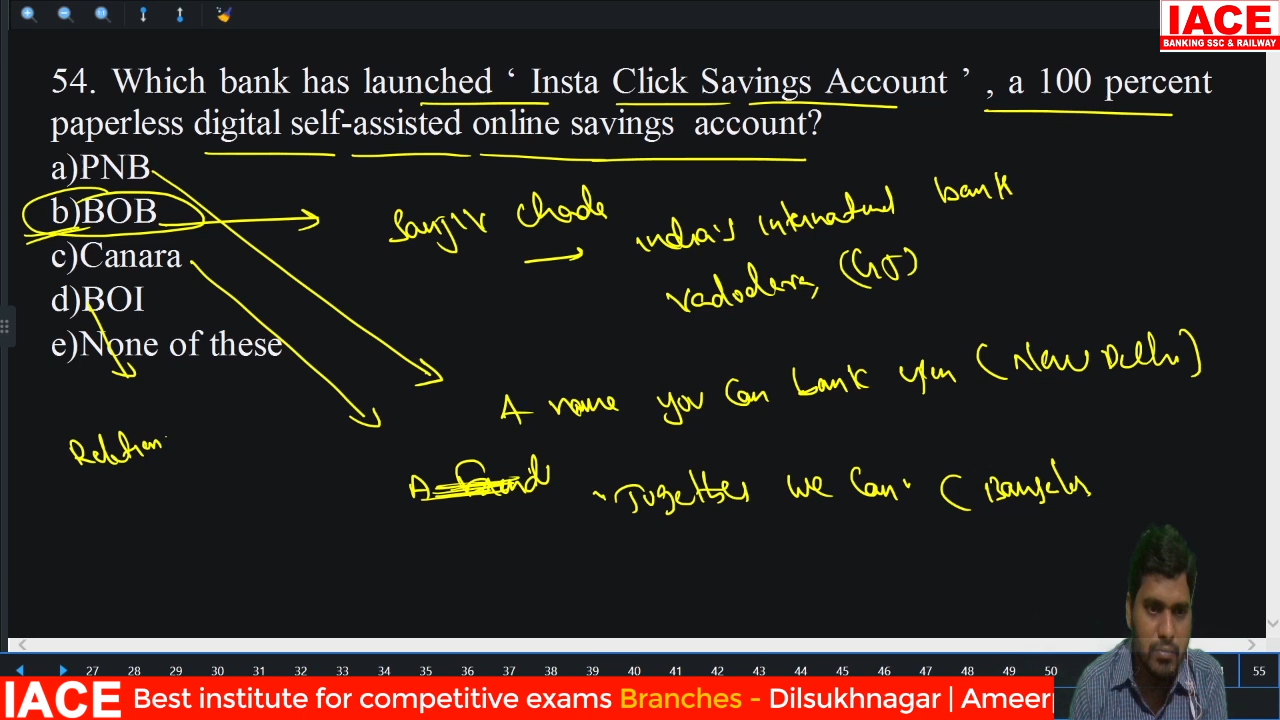 IACE
BANKING SSC & RAILWAY
54. Which bank has launched ‘ Insta Click Savings Account ’ , a 100 percent
paperless digital self-assisted online savings account?
a)PNB
b)BOB
c)Canara
d)BOI
e)None of these
Sanjiv Chada
India's international bank
Vadodara, (GJ)
A name you can bank upon (New Delhi)
Together we can (
Relation
27 28 29 30 31 32 33 34 35 36 37 38 39 40 41 42 43 44 45 46 47 48 49 50 55
IACE Best institute for competitive exams Branches - Dilsukhnagar | Ameer